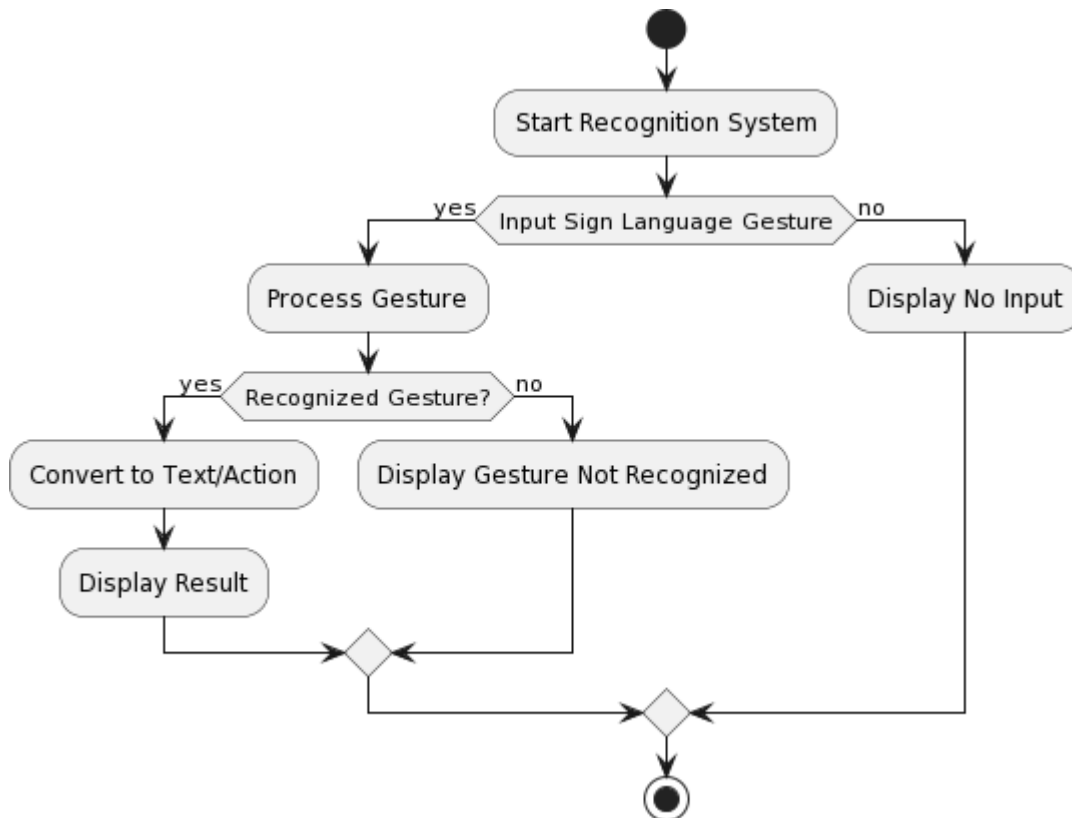 Start Recognition System
yes
Input Sign Language Gesture
no
Process Gesture
Display No Input
yes
Recognized Gesture?
no
Convert to Text/Action
Display Gesture Not Recognized
Display Result